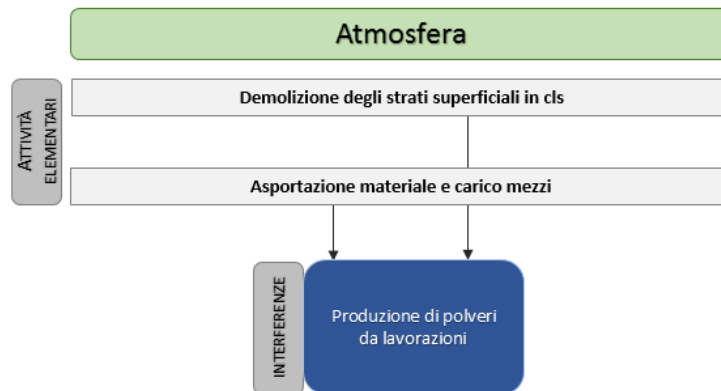 Atmosfera
ATTIVITÀ
ELEMENTARI
Demolizione degli strati superficiali in cls
Asportazione materiale e carico mezzi
INTERFERENZE
Produzione di polveri
da lavorazioni